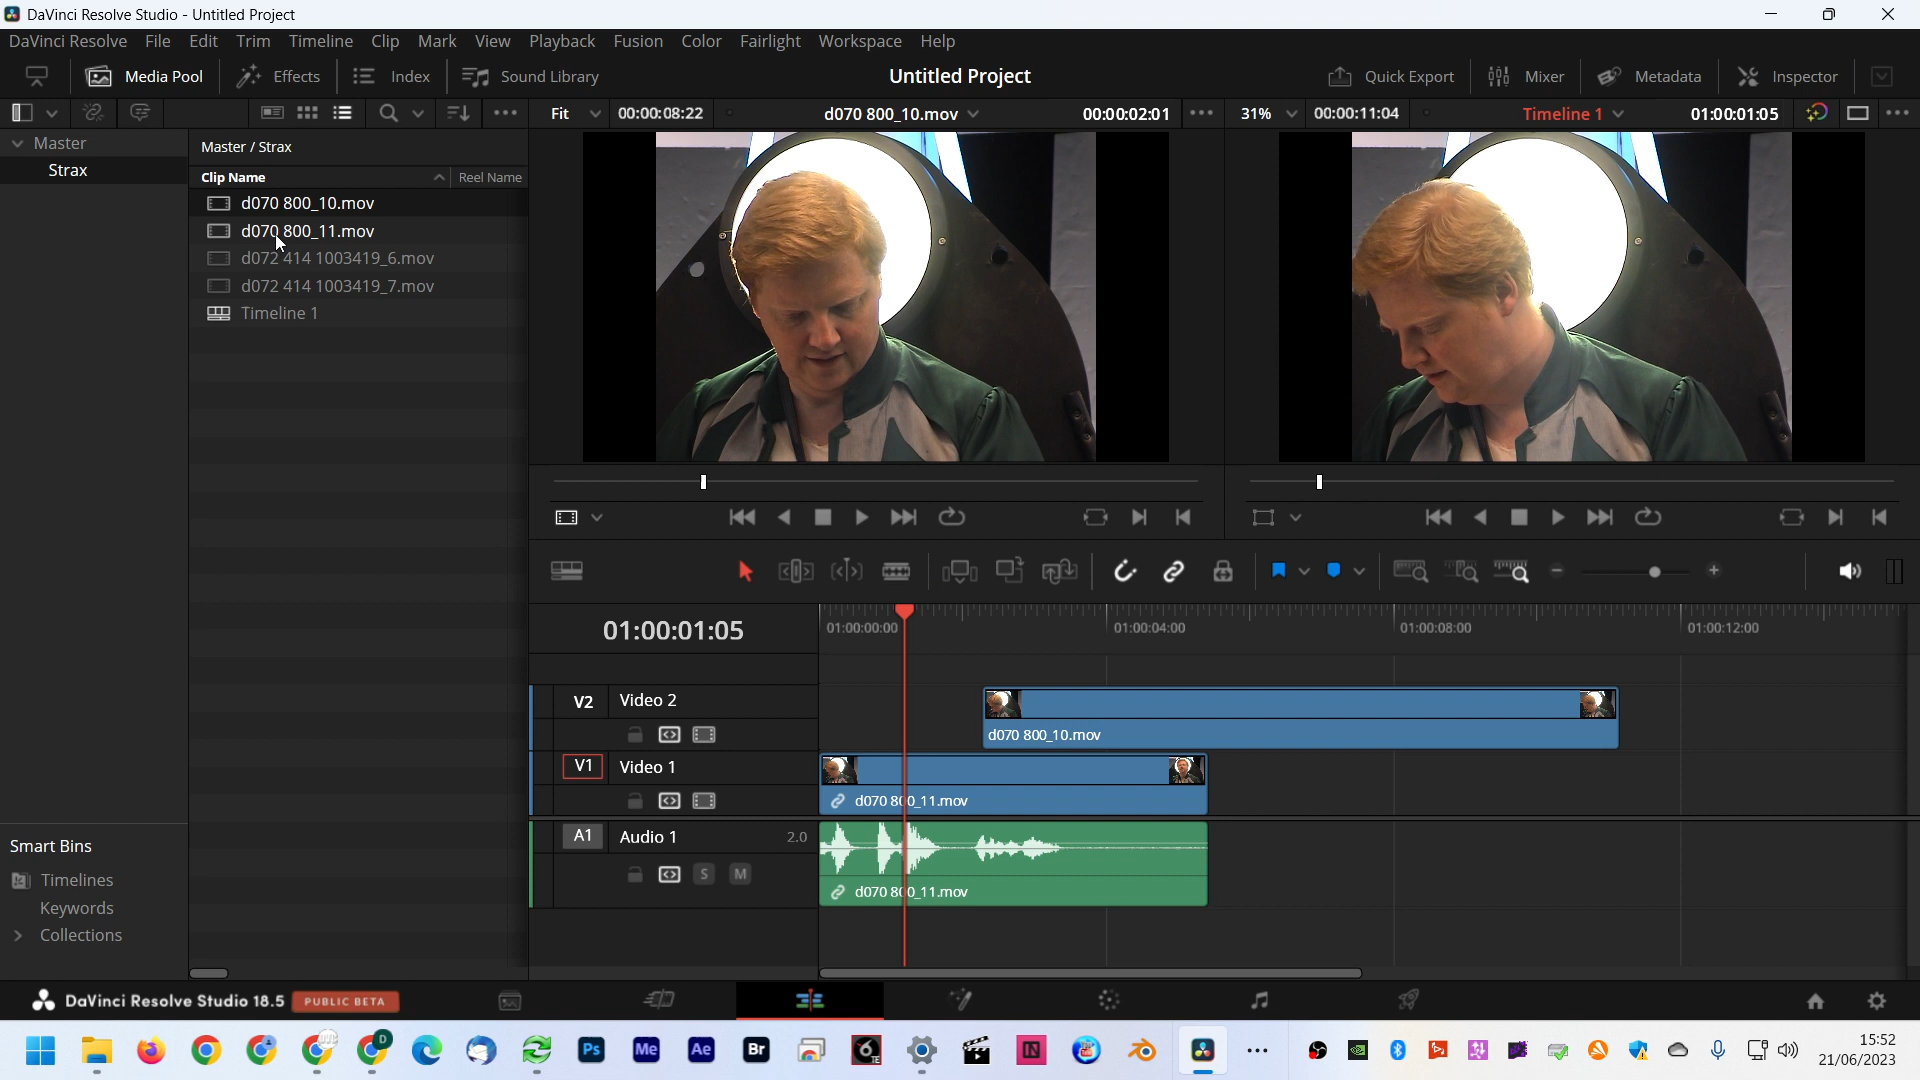 DaVinci Resolve Studio - Untitled Project
DaVinci Resolve File Edit Trim Timeline Clip Mark View Playback Fusion Color Fairlight Workspace Help
Media Pool Effects Index Sound Library Untitled Project Quick Export Mixer Metadata Inspector
Fit 00:00:08:22 d070 800_10.mov 00:00:02:01 31% 00:00:11:04 Timeline 1 01:00:01:05
Master
Strax
Master / Strax
Clip Name Reel Name
d070 800_10.mov
d070 800_11.mov
d072 414 1003419_6.mov
d072 414 1003419_7.mov
Timeline 1
01:00:01:05
01:00:00:00 01:00:04:00 01:00:08:00 01:00:12:00
V2 Video 2
d070 800_10.mov
V1 Video 1
d070 800_11.mov
A1 Audio 1 2.0
S M
d070 800_11.mov
Smart Bins
Timelines
Keywords
Collections
DaVinci Resolve Studio 18.5 PUBLIC BETA
D Ps Me Ae Br 6 TE N
15:52
21/06/2023